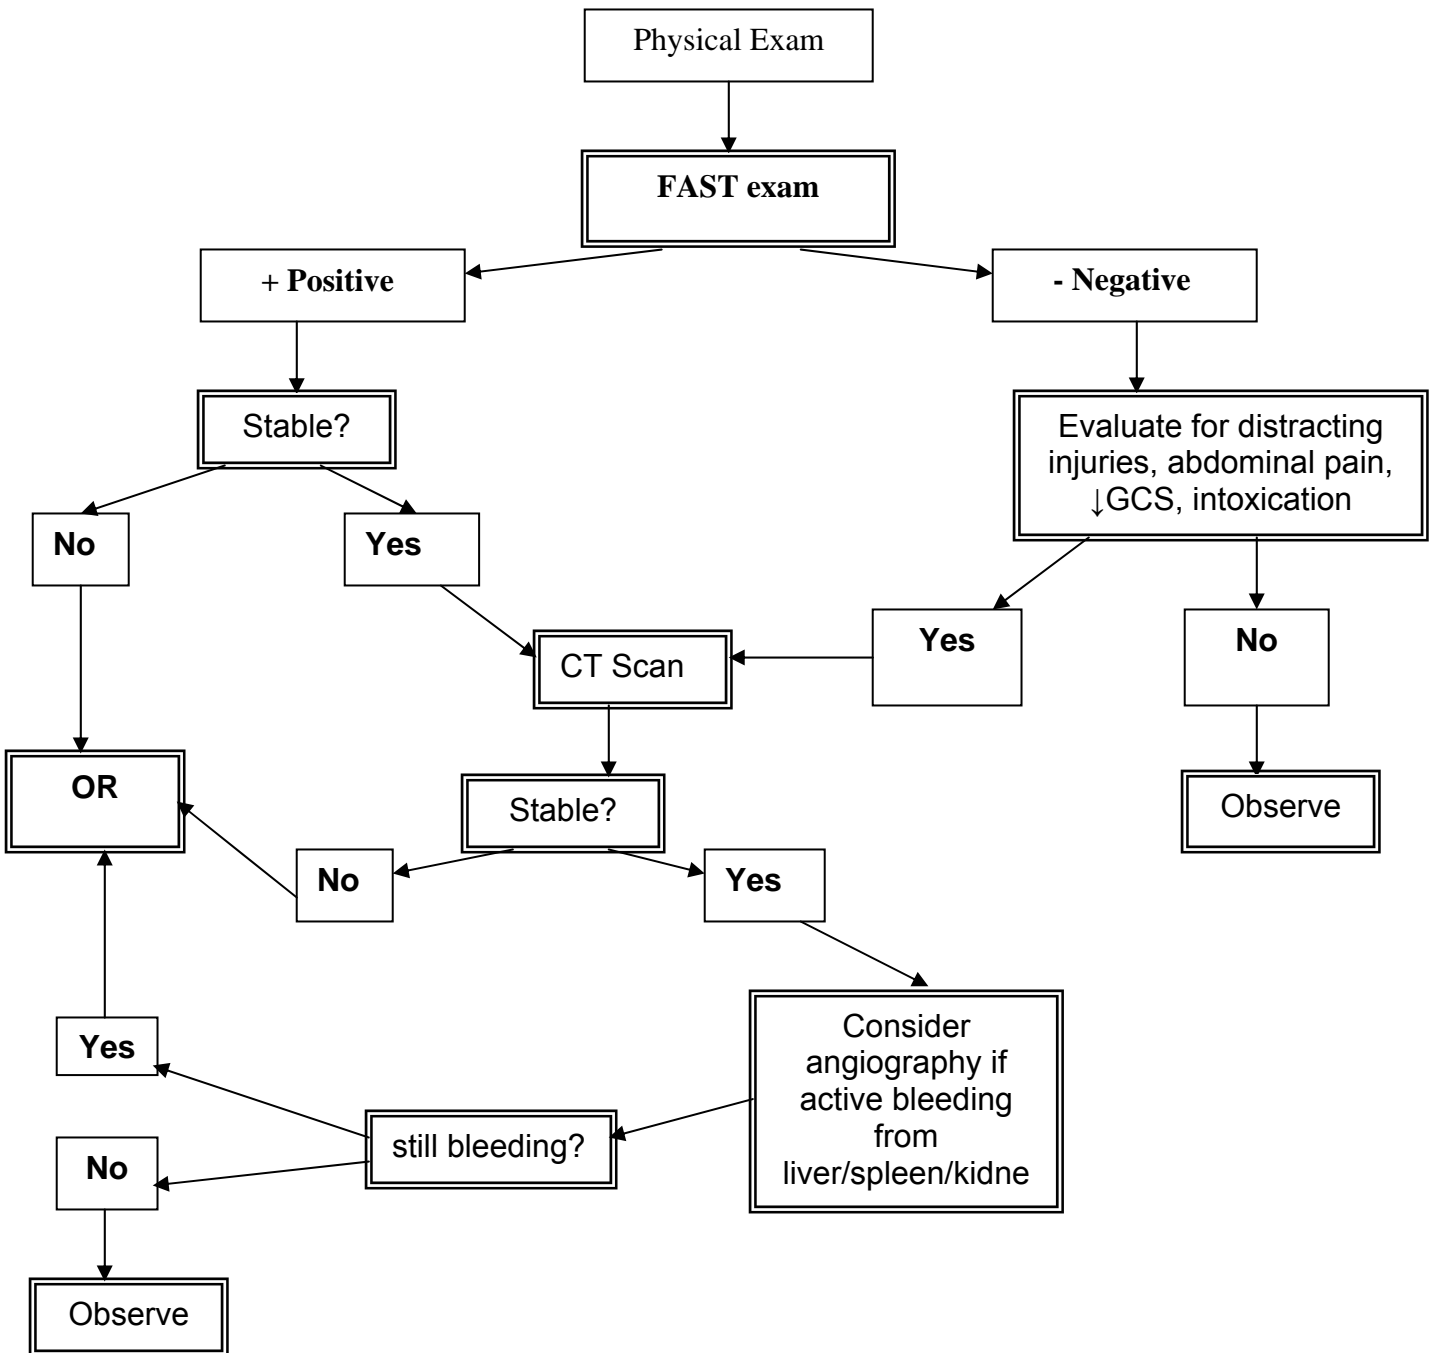 Physical Exam
FAST exam
+ Positive
- Negative
Stable?
Evaluate for distracting
injuries, abdominal pain,
↓GCS, intoxication
No
Yes
Yes
No
CT Scan
OR
Stable?
Observe
No
Yes
Consider
angiography if
active bleeding
from
liver/spleen/kidne
Yes
still bleeding?
No
Observe